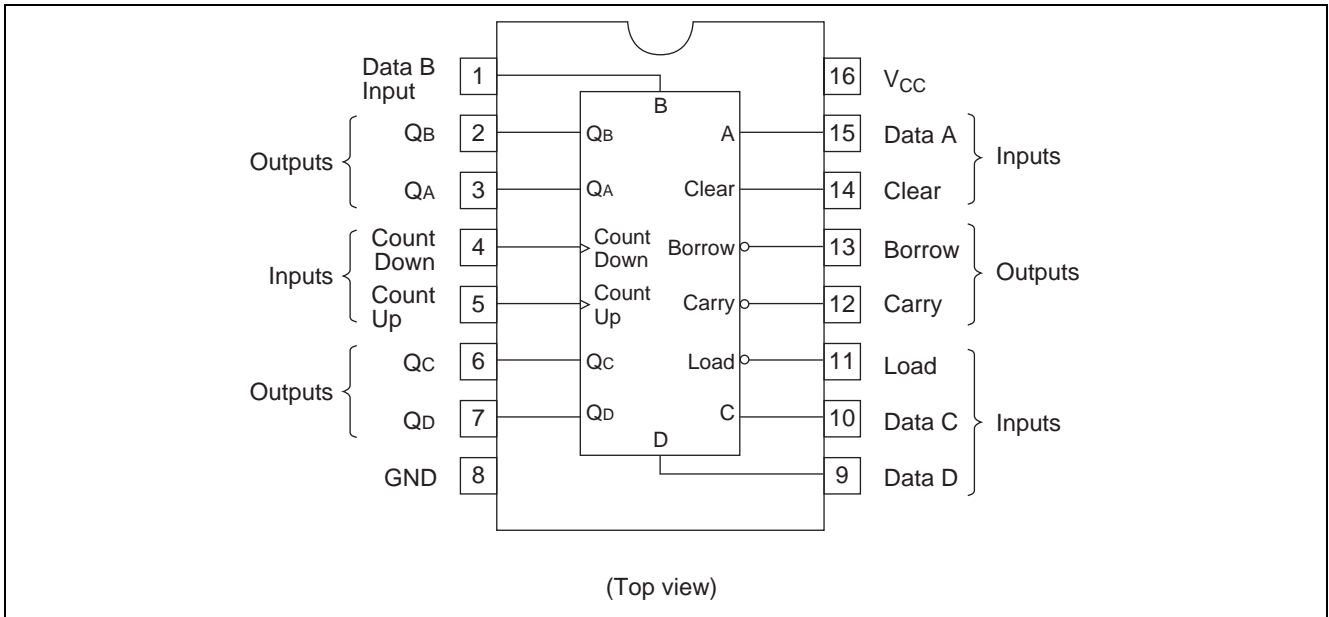 Data B
Input
1
16
VCC
B
QB
2
QB
A
15
Data A
Outputs
Inputs
QA
3
QA
Clear
14
Clear
Count
Down
4
Count
Down
Borrow
13
Borrow
Inputs
Outputs
Count
Up
5
Count
Up
Carry
12
Carry
QC
6
QC
Load
11
Load
Outputs
Inputs
QD
7
QD
C
10
Data C
D
GND
8
9
Data D
(Top view)